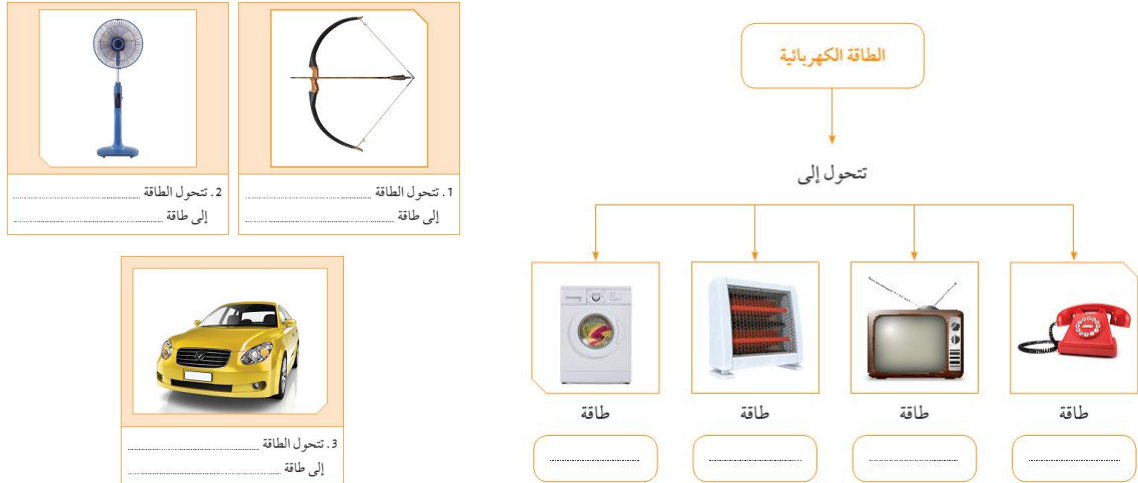 الطاقة الكهربائية
تتحول إلى
طاقة
طاقة
طاقة
طاقة
1. تتحول الطاقة
إلى طاقة
2. تتحول الطاقة
إلى طاقة
3. تتحول الطاقة
إلى طاقة